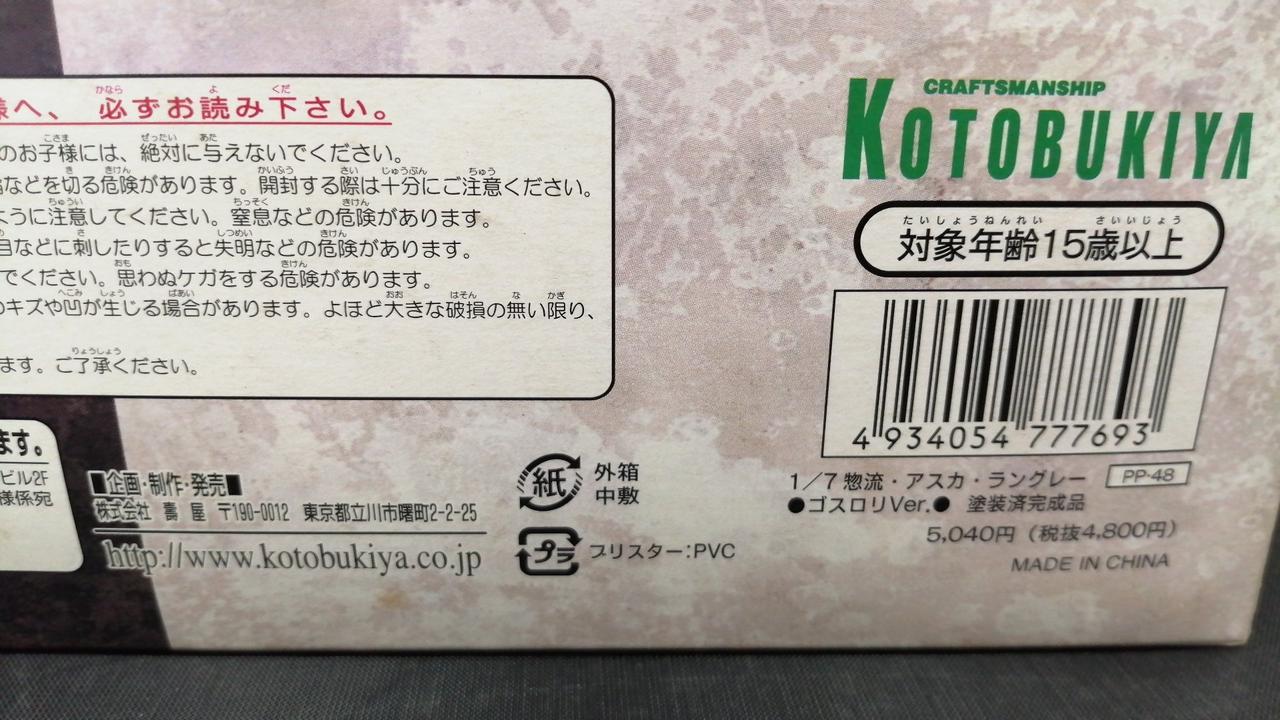 様へ、必ずお読み下さい。
のお子様には、絶対に与えないでください。
などを切る危険があります。開封する際は十分にご注意ください。
ように注意してください。窒息などの危険があります。
目などに刺したりすると失明などの危険があります。
でください。思わぬケガをする危険があります。
のキズや凹が生じる場合があります。よほど大きな破損の無い限り、
ます。ご了承ください。
ます。
ビル2F
様係宛
■企画・制作・発売■
株式会社 壽 屋 〒190-0012 東京都立川市曙町2-2-25
http://www.kotobukiya.co.jp
紙 外箱
中敷
プラ ブリスター:PVC
CRAFTSMANSHIP
KOTOBUKIYA
対象年齢15歳以上
4 934054 777693
1/7 惣流・アスカ・ラングレー PP-48
●ゴスロリVer.● 塗装済完成品
5,040円（税抜4,800円）
MADE IN CHINA